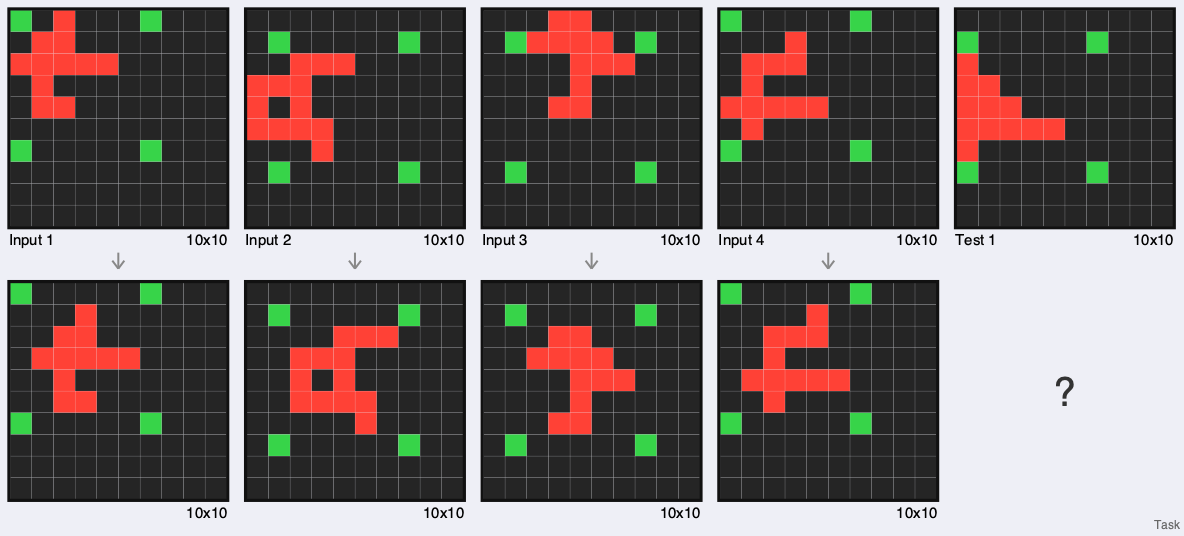 Input 1 10x10
Input 2 10x10
Input 3 10x10
Input 4 10x10
Test 1 10x10
↓ ↓ ↓ ↓
?
10x10
10x10
10x10
10x10
Task